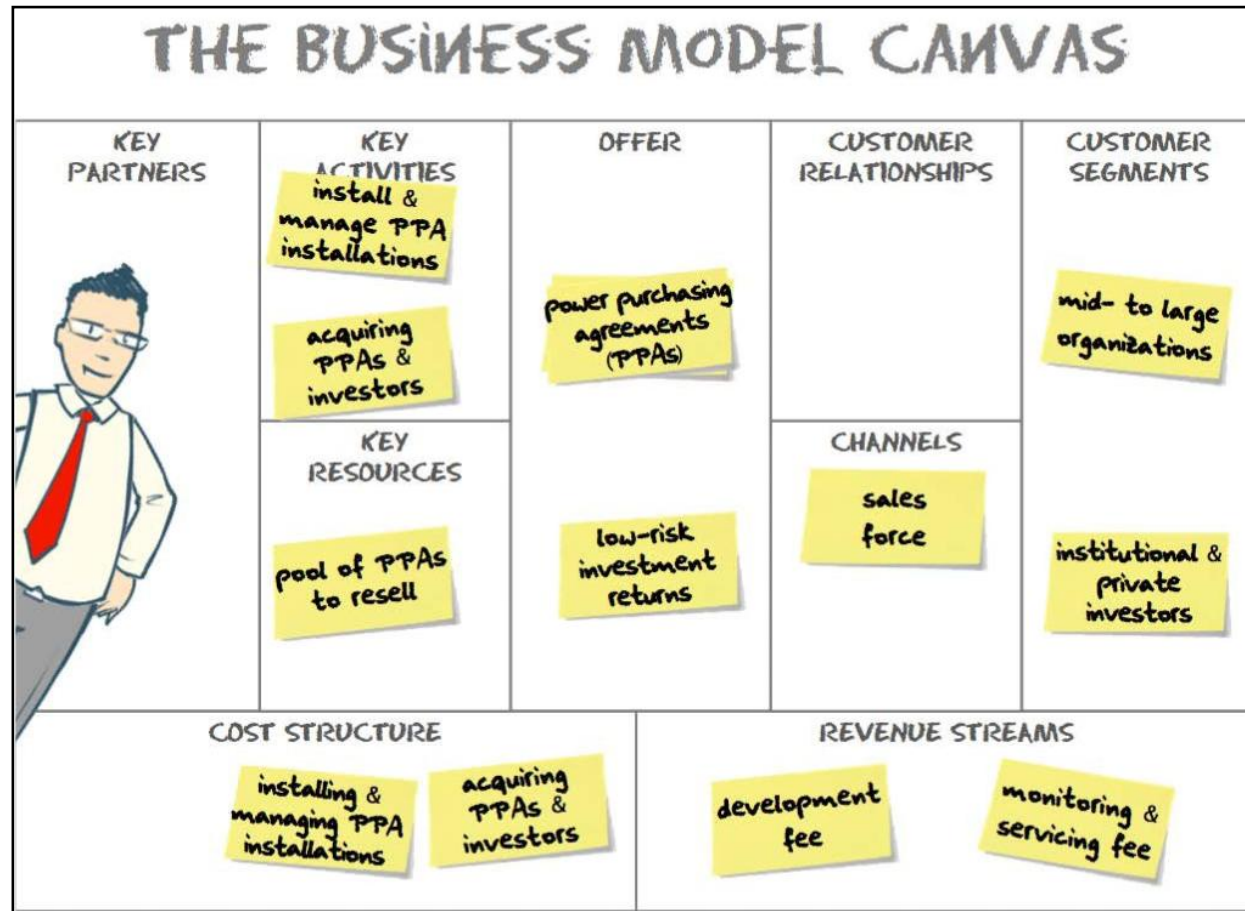 THE BUSINESS MODEL CANVAS
KEY
PARTNERS
KEY
ACTIVITIES
install &
manage PPA
installations
acquiring
PPAs &
investors
KEY
RESOURCES
pool of PPAs
to resell
OFFER
power purchasing
agreements
(PPAs)
low-risk
investment
returns
CUSTOMER
RELATIONSHIPS
CHANNELS
sales
force
CUSTOMER
SEGMENTS
mid- to large
organizations
institutional &
private
investors
COST STRUCTURE
installing &
managing PPA
installations
acquiring
PPAs &
investors
REVENUE STREAMS
development
fee
monitoring &
servicing fee